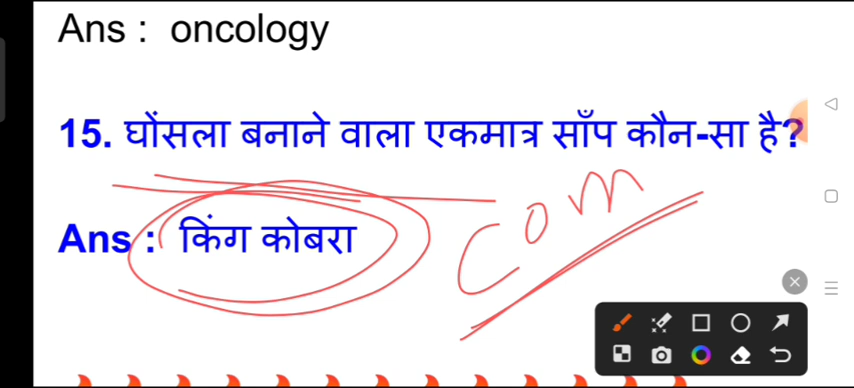 Ans : oncology
15. घोंसला बनाने वाला एकमात्र साँप कौन-सा है?
Ans : किंग कोबरा
com